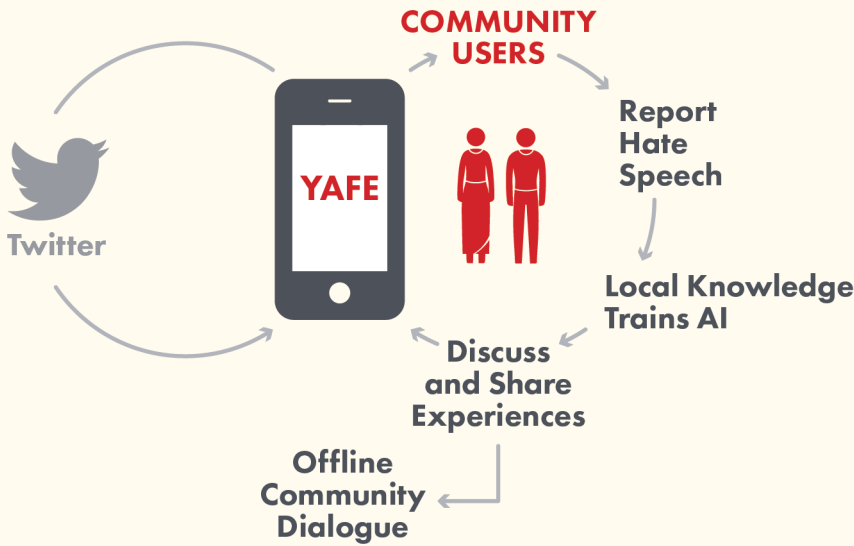 COMMUNITY
USERS
Report
Hate
Speech
YAFE
Twitter
Local Knowledge
Trains AI
Discuss
and Share
Experiences
Offline
Community
Dialogue